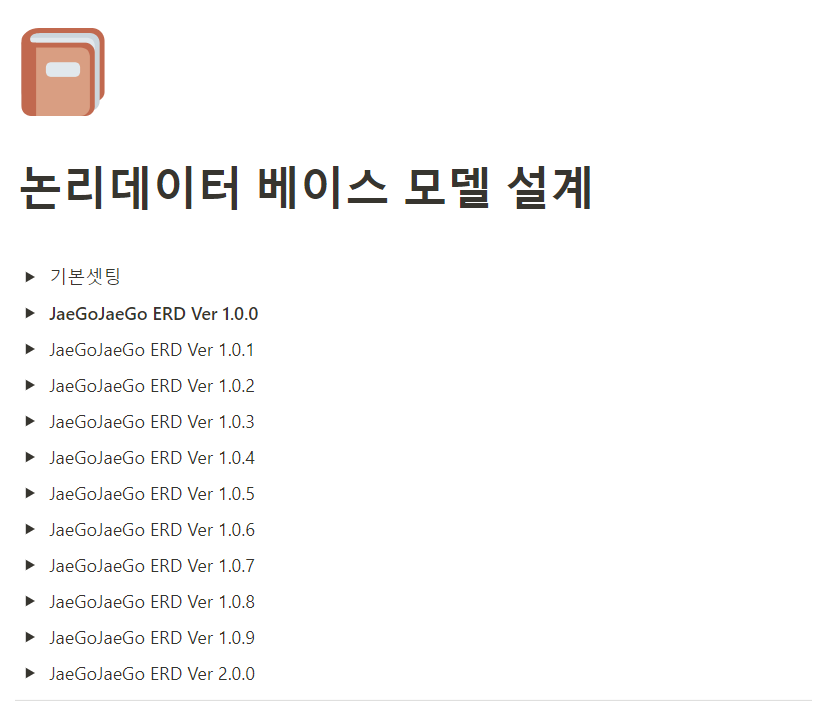 논리데이터 베이스 모델 설계
기본셋팅
JaeGoJaeGo ERD Ver 1.0.0
JaeGoJaeGo ERD Ver 1.0.1
JaeGoJaeGo ERD Ver 1.0.2
JaeGoJaeGo ERD Ver 1.0.3
JaeGoJaeGo ERD Ver 1.0.4
JaeGoJaeGo ERD Ver 1.0.5
JaeGoJaeGo ERD Ver 1.0.6
JaeGoJaeGo ERD Ver 1.0.7
JaeGoJaeGo ERD Ver 1.0.8
JaeGoJaeGo ERD Ver 1.0.9
JaeGoJaeGo ERD Ver 2.0.0